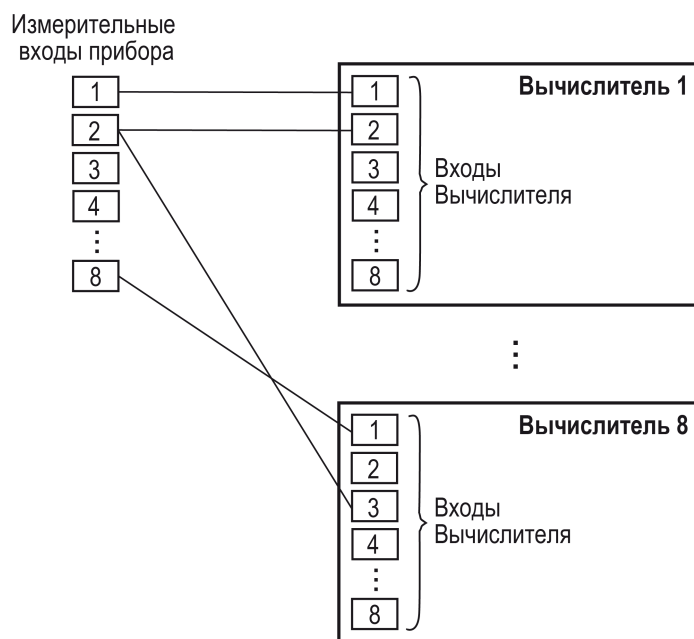 Измерительные
входы прибора
1
2
3
4
8
Вычислитель 1
1
2
3
4
8
Входы
Вычислителя
Вычислитель 8
1
2
3
4
8
Входы
Вычислителя